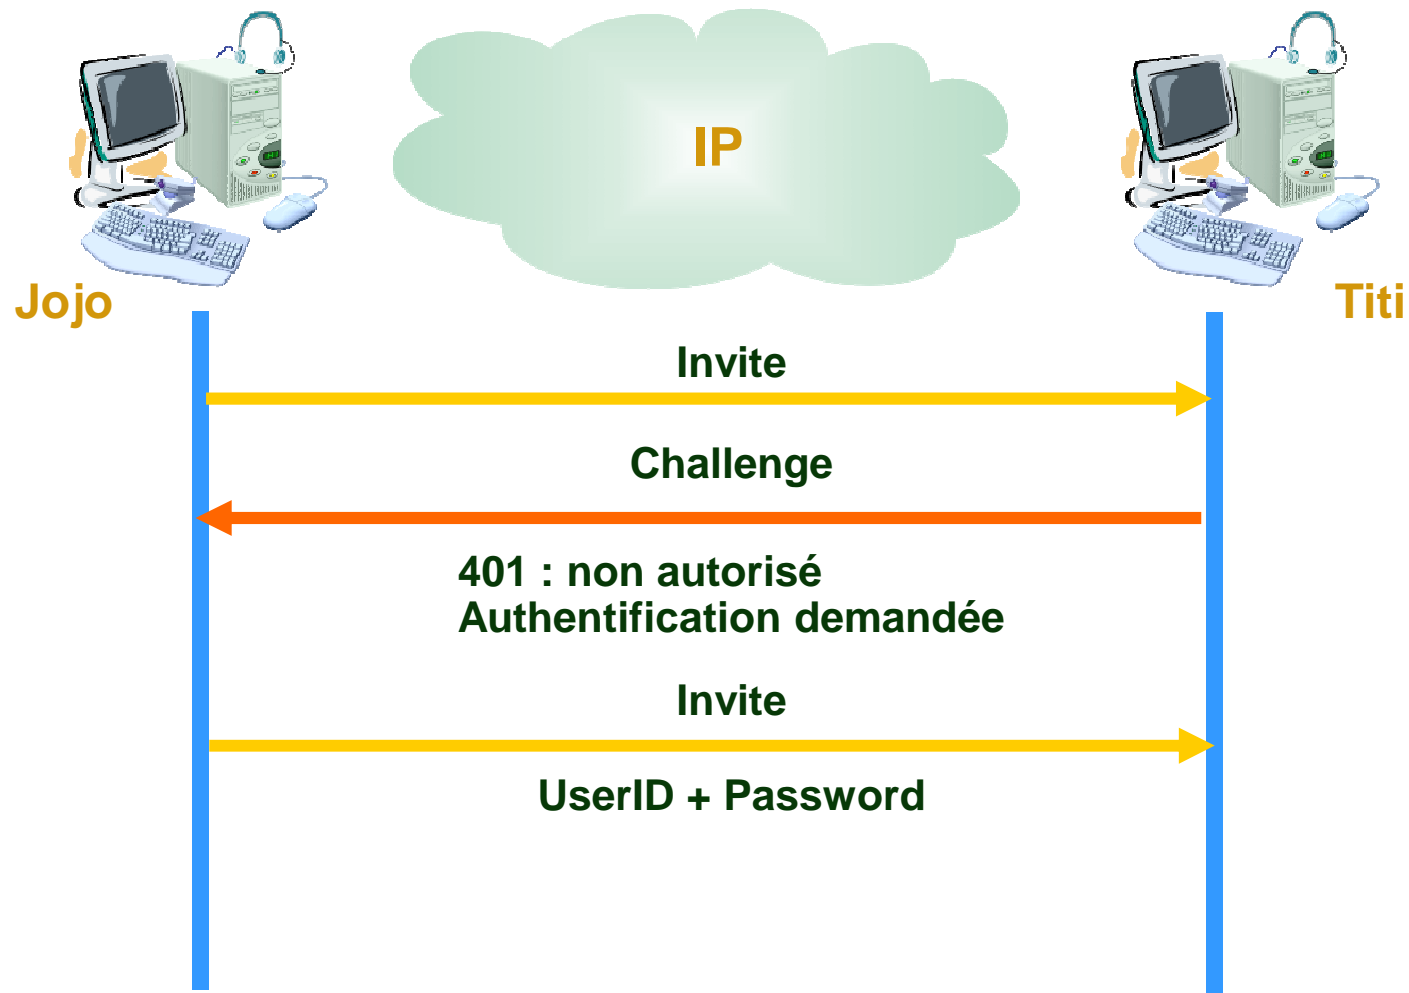 IP
Jojo
Titi
Invite
Challenge
401 : non autorisé
Authentification demandée
Invite
UserID + Password